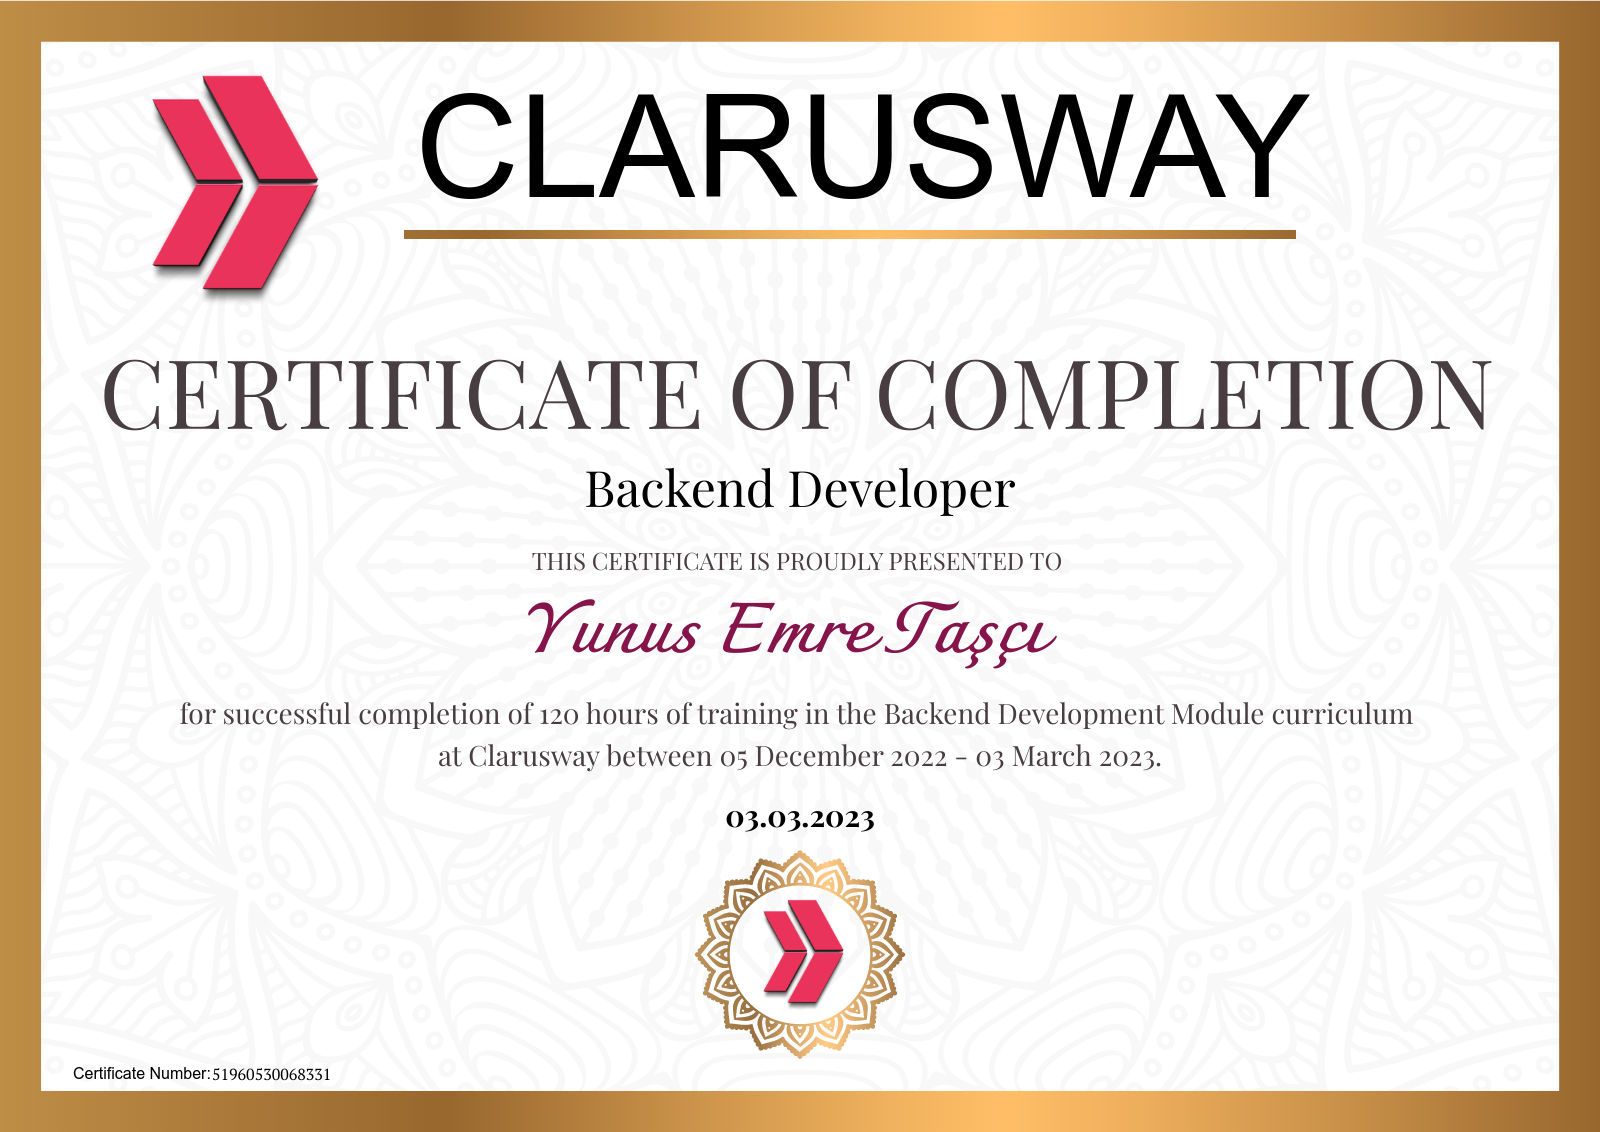 CLARUSWAY
CERTIFICATE OF COMPLETION
Backend Developer
THIS CERTIFICATE IS PROUDLY PRESENTED TO
Yunus Emre Taşçı
for successful completion of 120 hours of training in the Backend Development Module curriculum
at Clarusway between 05 December 2022 - 03 March 2023.
03.03.2023
Certificate Number:51960530068331